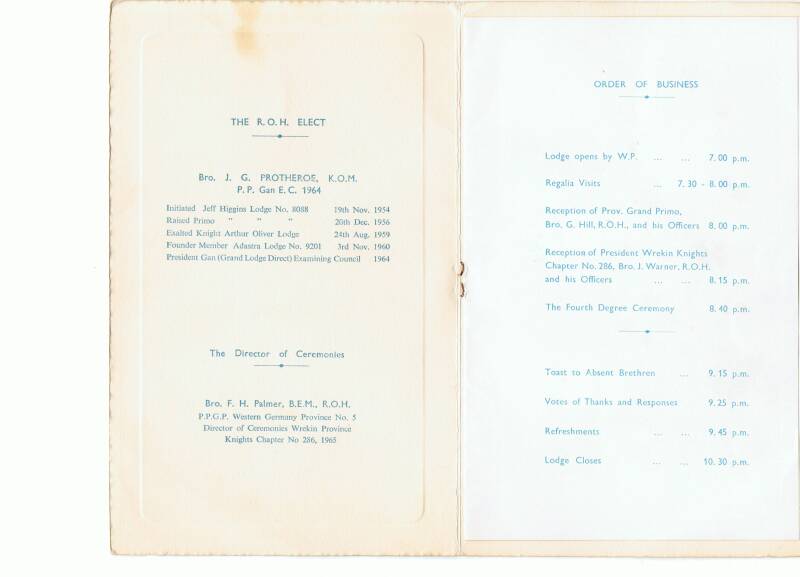 THE R.O.H. ELECT
Bro. J. G. PROTHEROE, K.O.M.
P. P. Gan E. C. 1964
Initiated Jeff Higgins Lodge No. 8088 19th Nov. 1954
Raised Primo " " " 20th Dec. 1956
Exalted Knight Arthur Oliver Lodge 24th Aug. 1959
Founder Member Adastra Lodge No. 9201 3rd Nov. 1960
President Gan (Grand Lodge Direct) Examining Council 1964
The Director of Ceremonies
Bro. F. H. Palmer, B.E.M., R.O.H.
P.P.G.P. Western Germany Province No. 5
Director of Ceremonies Wrekin Province
Knights Chapter No 286, 1965
ORDER OF BUSINESS
Lodge opens by W.P. ... ... 7.00 p.m.
Regalia Visits ... 7.30 - 8.00 p.m.
Reception of Prov. Grand Primo,
Bro. G. Hill, R.O.H., and his Officers 8.00 p.m.
Reception of President Wrekin Knights
Chapter No. 286, Bro. J. Warner, R.O.H.
and his Officers ... ... 8.15 p.m.
The Fourth Degree Ceremony 8.40 p.m.
Toast to Absent Brethren ... 9.15 p.m.
Votes of Thanks and Responses 9.25 p.m.
Refreshments ... ... 9.45 p.m.
Lodge Closes ... ... 10.30 p.m.